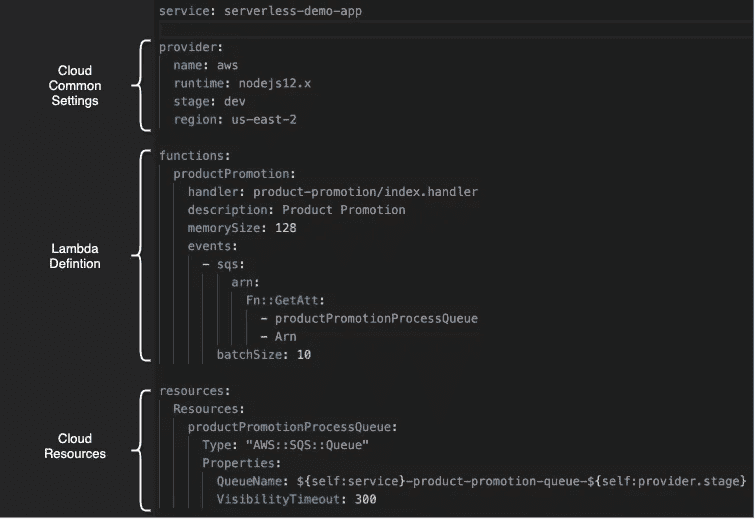 service: serverless-demo-app
Cloud
Common
Settings
provider:
name: aws
runtime: nodejs12.x
stage: dev
region: us-east-2
Lambda
Defintion
functions:
productPromotion:
handler: product-promotion/index.handler
description: Product Promotion
memorySize: 128
events:
- sqs:
arn:
Fn::GetAtt:
- productPromotionProcessQueue
- Arn
batchSize: 10
Cloud
Resources
resources:
Resources:
productPromotionProcessQueue:
Type: "AWS::SQS::Queue"
Properties:
QueueName: ${self:service}-product-promotion-queue-${self:provider.stage}
VisibilityTimeout: 300